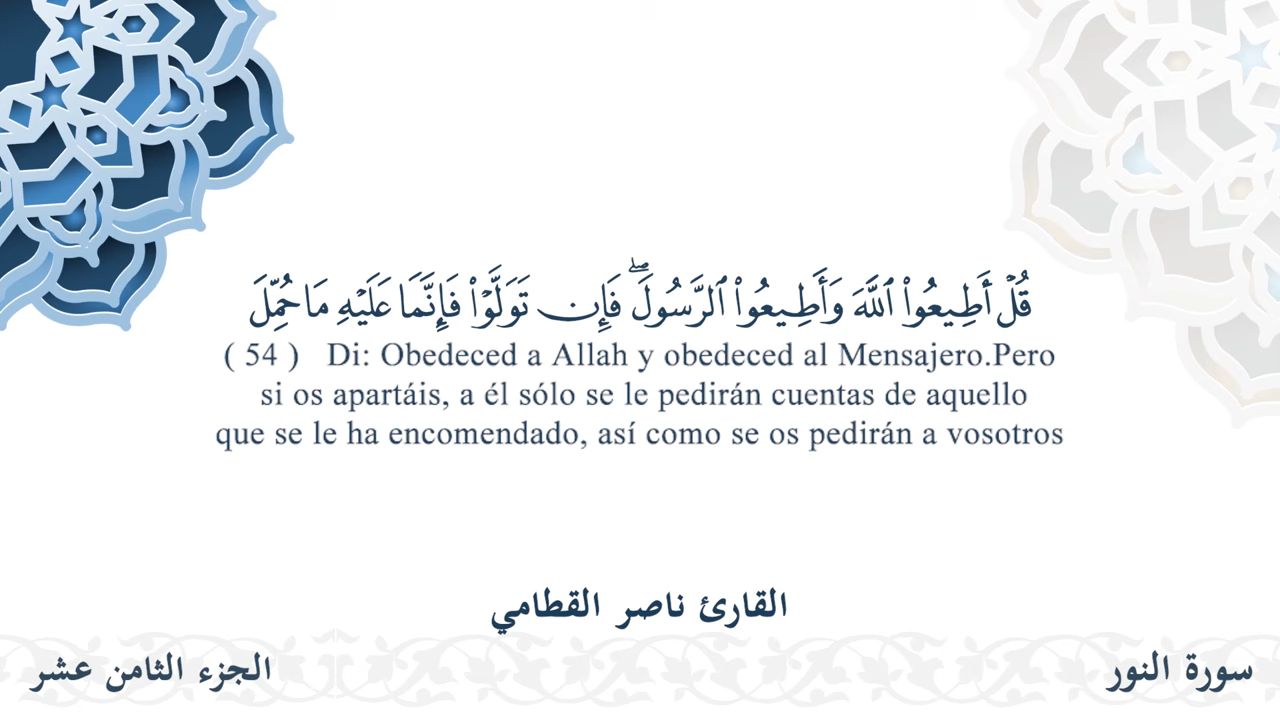 قُلْ أَطِيعُوا۟ ٱللَّهَ وَأَطِيعُوا۟ ٱلرَّسُولَ ۖ فَإِن تَوَلَّوْا۟ فَإِنَّمَا عَلَيْهِ مَا حُمِّلَ
( 54 ) Di: Obedeced a Allah y obedeced al Mensajero.Pero
si os apartáis, a él sólo se le pedirán cuentas de aquello
que se le ha encomendado, así como se os pedirán a vosotros
القارئ ناصر القطامي
سورة النور
الجزء الثامن عشر